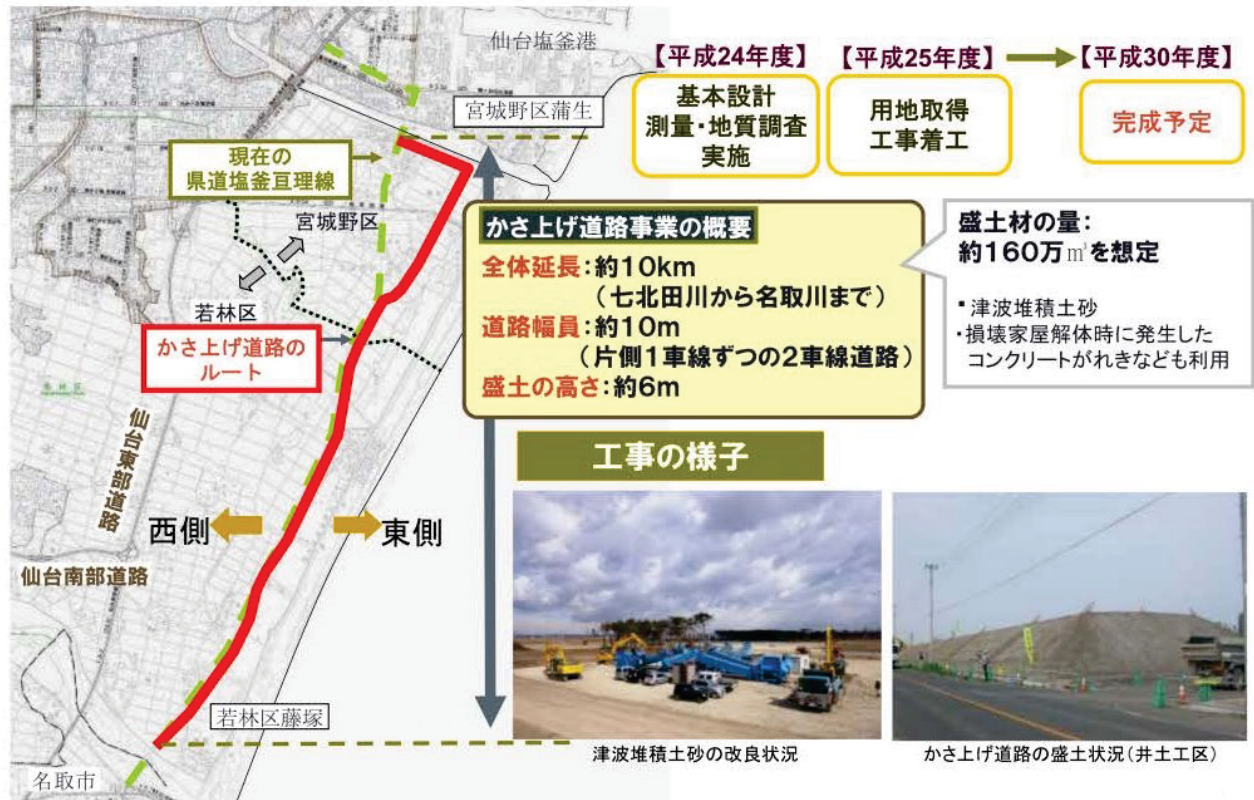 仙台塩釜港
宮城野区蒲生
現在の
県道塩釜亘理線
宮城野区
若林区
かさ上げ道路の
ルート
仙台東部道路
西側
東側
仙台南部道路
若林区藤塚
名取市
【平成24年度】
基本設計
測量・地質調査
実施
【平成25年度】
用地取得
工事着工
【平成30年度】
完成予定
かさ上げ道路事業の概要
全体延長:約10km
(七北田川から名取川まで)
道路幅員:約10m
(片側1車線ずつの2車線道路)
盛土の高さ:約6m
盛土材の量:
約160万㎥を想定
▪津波堆積土砂
・損壊家屋解体時に発生した
コンクリートがれきなども利用
工事の様子
津波堆積土砂の改良状況
かさ上げ道路の盛土状況(井土工区)